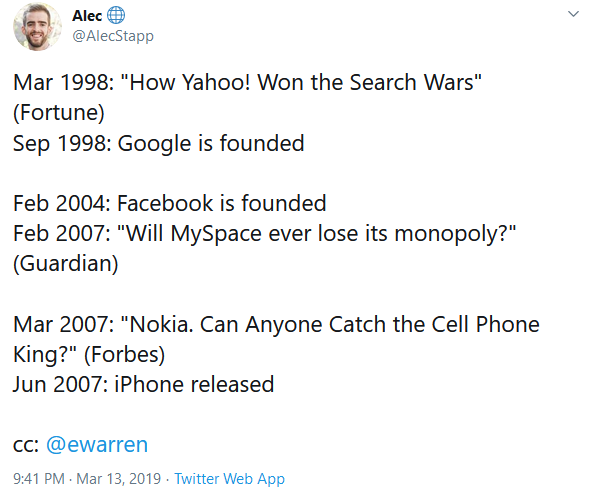 Alec
@AlecStapp
Mar 1998: "How Yahoo! Won the Search Wars"
(Fortune)
Sep 1998: Google is founded
Feb 2004: Facebook is founded
Feb 2007: "Will MySpace ever lose its monopoly?"
(Guardian)
Mar 2007: "Nokia. Can Anyone Catch the Cell Phone
King?" (Forbes)
Jun 2007: iPhone released
cc: @ewarren
9:41 PM · Mar 13, 2019 · Twitter Web App